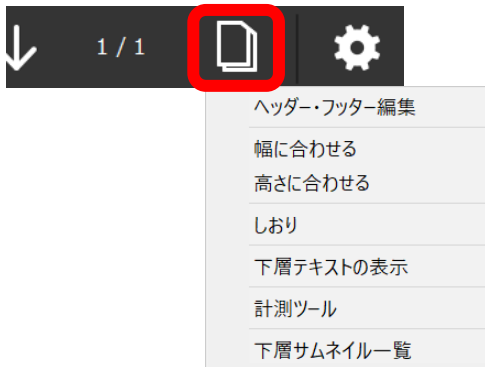 1 / 1
ヘッダー・フッター編集
幅に合わせる
高さに合わせる
しおり
下層テキストの表示
計測ツール
下層サムネイル一覧